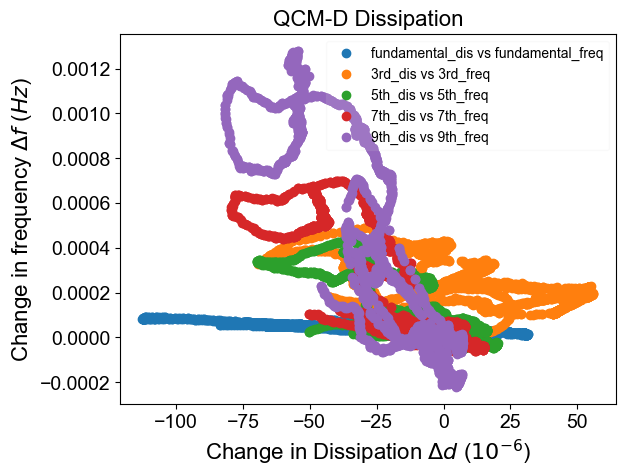 QCM-D Dissipation
fundamental_dis vs fundamental_freq
3rd_dis vs 3rd_freq
5th_dis vs 5th_freq
7th_dis vs 7th_freq
9th_dis vs 9th_freq
Change in frequency Δf (Hz)
0.0012
0.0010
0.0008
0.0006
0.0004
0.0002
0.0000
−0.0002
−100 −75 −50 −25 0 25 50
Change in Dissipation Δd (10⁻⁶)